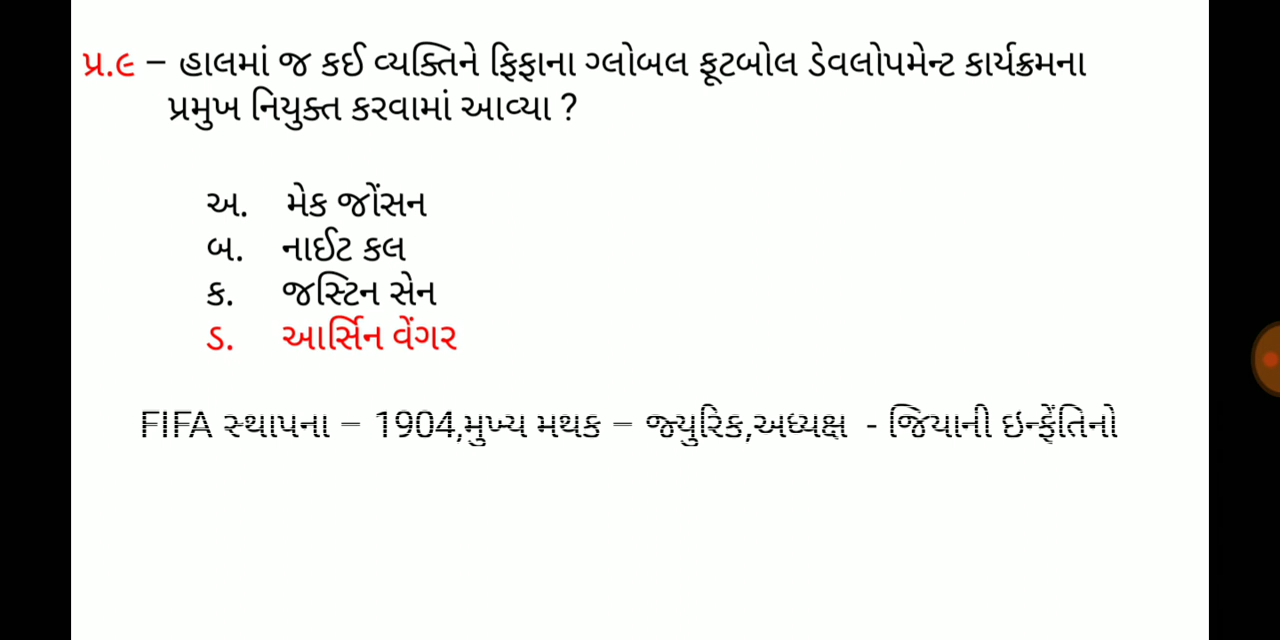 પ્ર.૯ – હાલમાં જ કઈ વ્યક્તિને ફિફાના ગ્લોબલ ફૂટબોલ ડેવલોપમેન્ટ કાર્યક્રમના
પ્રમુખ નિયુક્ત કરવામાં આવ્યા ?
અ. મેક જોંસન
બ. નાઈટ કલ
ક. જસ્ટિન સેન
ડ. આર્સિન વેંગર
FIFA સ્થાપના – 1904,મુખ્ય મથક – જ્યુરિક,અધ્યક્ષ - જિયાની ઇન્ફેંતિનો